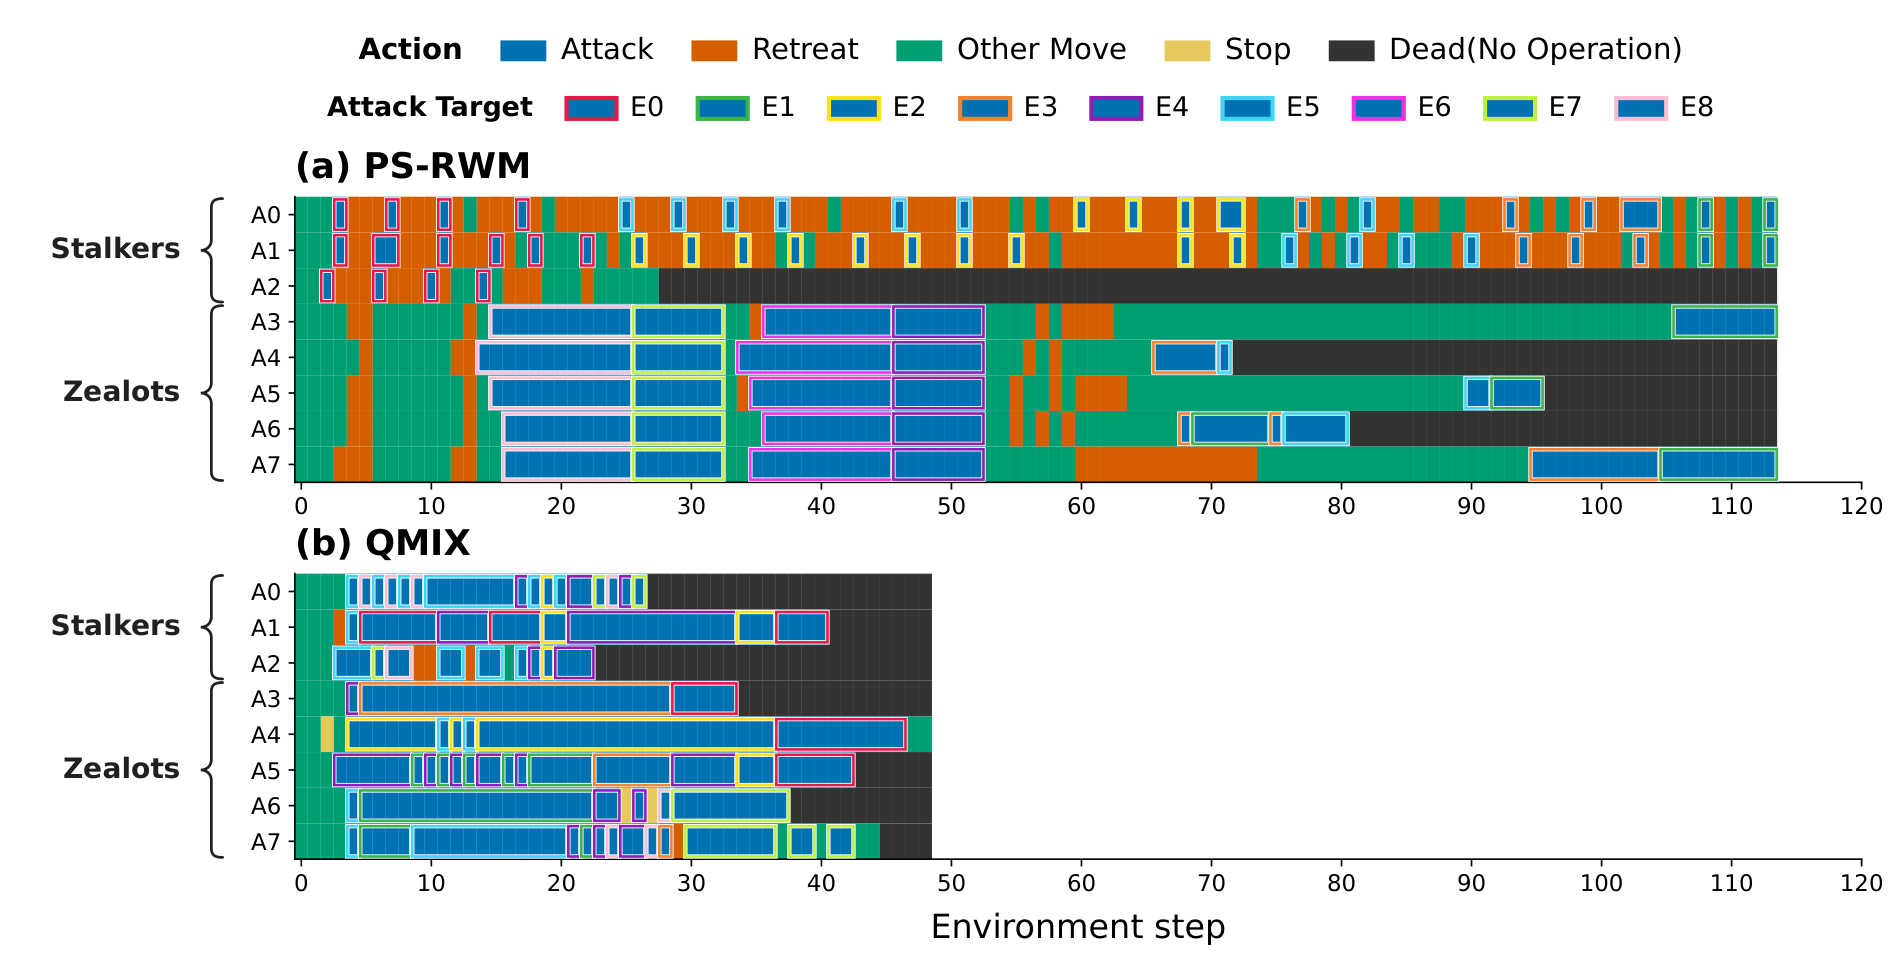 Action Attack Retreat Other Move Stop Dead(No Operation)
Attack Target E0 E1 E2 E3 E4 E5 E6 E7 E8
(a) PS-RWM
Stalkers
Zealots
A0
A1
A2
A3
A4
A5
A6
A7
0 10 20 30 40 50 60 70 80 90 100 110 120
(b) QMIX
Stalkers
Zealots
A0
A1
A2
A3
A4
A5
A6
A7
0 10 20 30 40 50 60 70 80 90 100 110 120
Environment step